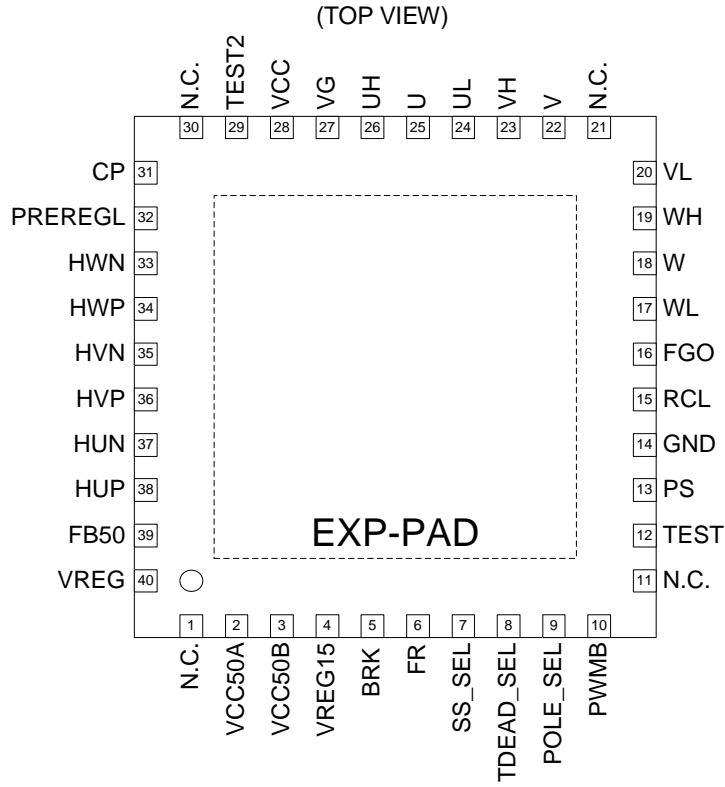 (TOP VIEW)
N.C.
TEST2
VCC
VG
UH
U
UL
VH
V
N.C.
30 29 28 27 26 25 24 23 22 21
CP 31
PREREGL 32
HWN 33
HWP 34
HVN 35
HVP 36
HUN 37
HUP 38
FB50 39
VREG 40
20 VL
19 WH
18 W
17 WL
16 FGO
15 RCL
14 GND
13 PS
12 TEST
11 N.C.
EXP-PAD
1 2 3 4 5 6 7 8 9 10
N.C.
VCC50A
VCC50B
VREG15
BRK
FR
SS_SEL
TDEAD_SEL
POLE_SEL
PWMB